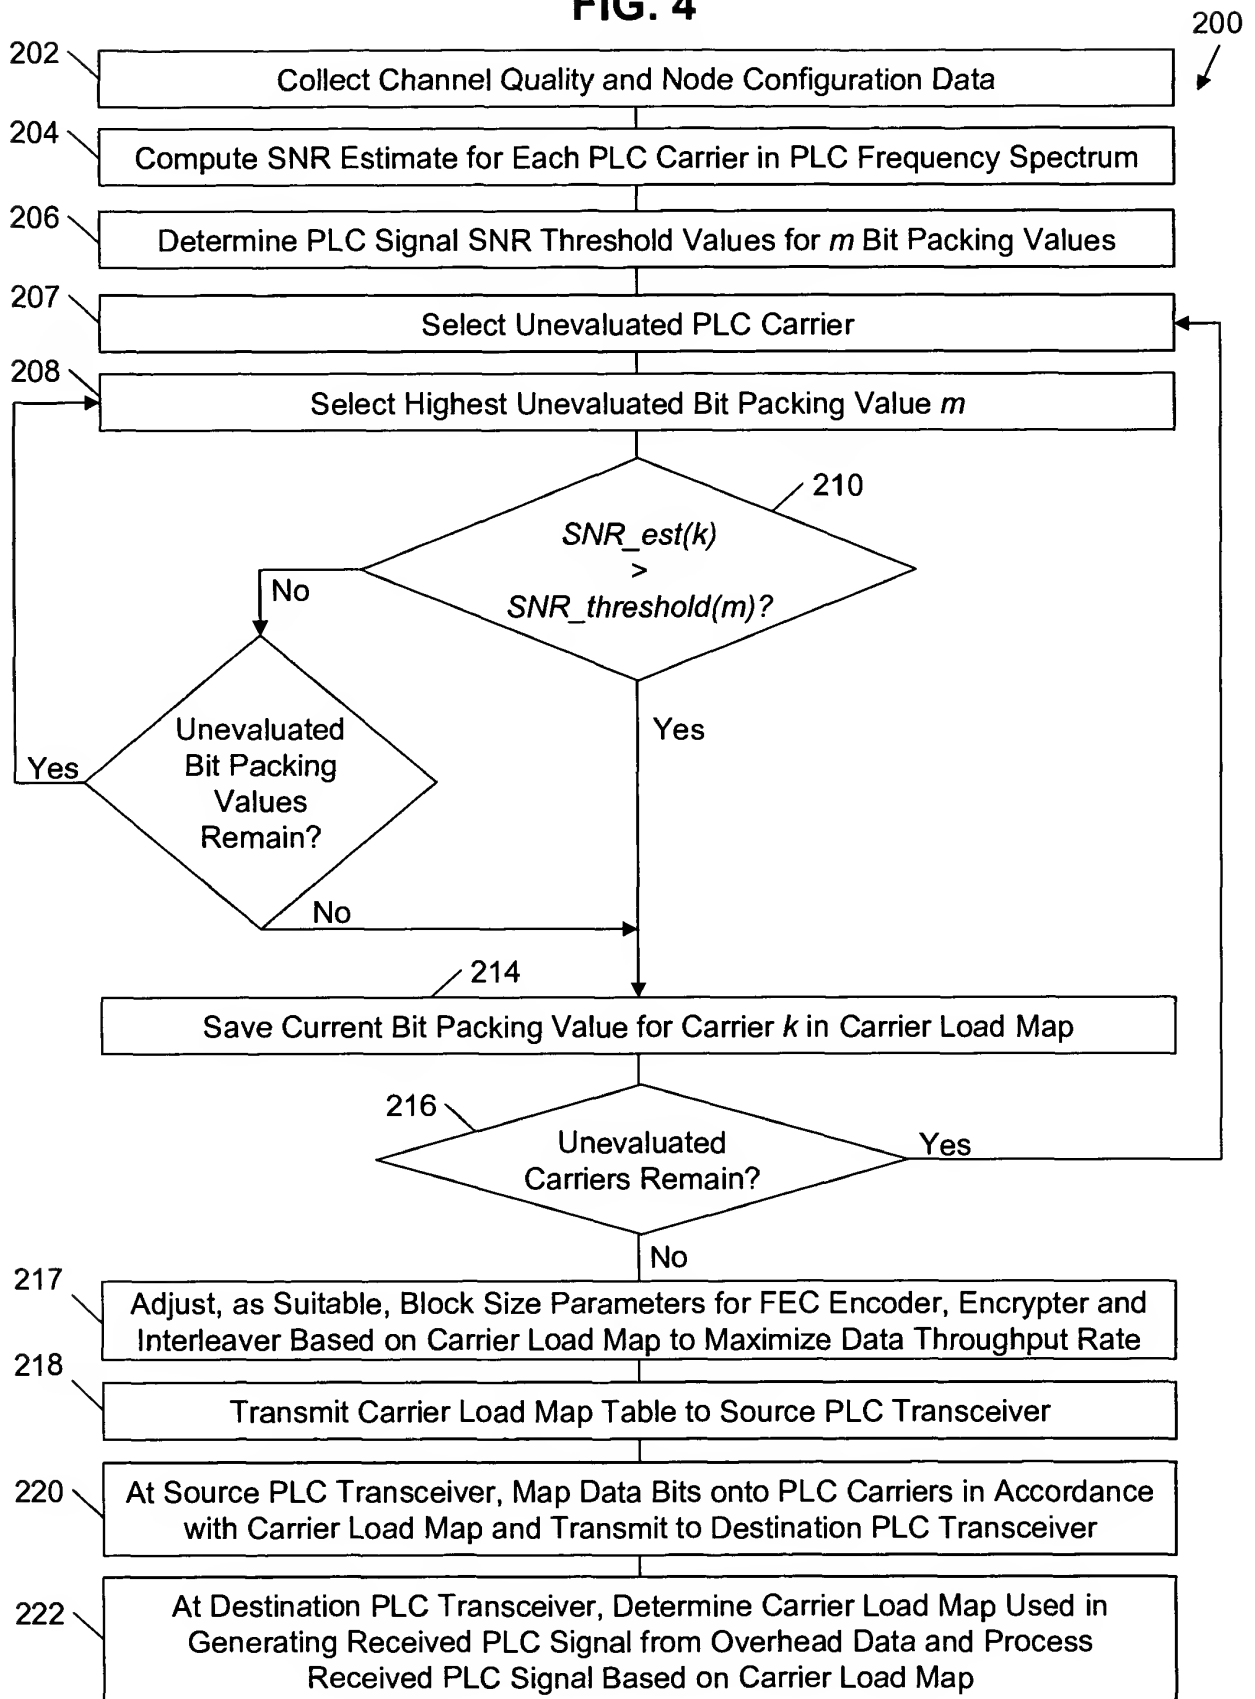 FIG. 4
200
202
Collect Channel Quality and Node Configuration Data
204
Compute SNR Estimate for Each PLC Carrier in PLC Frequency Spectrum
206
Determine PLC Signal SNR Threshold Values for m Bit Packing Values
207
Select Unevaluated PLC Carrier
208
Select Highest Unevaluated Bit Packing Value m
210
SNR_est(k)
>
SNR_threshold(m)?
No
Yes
Unevaluated
Bit Packing
Values
Remain?
Yes
No
214
Save Current Bit Packing Value for Carrier k in Carrier Load Map
216
Unevaluated
Carriers Remain?
Yes
No
217
Adjust, as Suitable, Block Size Parameters for FEC Encoder, Encrypter and
Interleaver Based on Carrier Load Map to Maximize Data Throughput Rate
218
Transmit Carrier Load Map Table to Source PLC Transceiver
220
At Source PLC Transceiver, Map Data Bits onto PLC Carriers in Accordance
with Carrier Load Map and Transmit to Destination PLC Transceiver
222
At Destination PLC Transceiver, Determine Carrier Load Map Used in
Generating Received PLC Signal from Overhead Data and Process
Received PLC Signal Based on Carrier Load Map